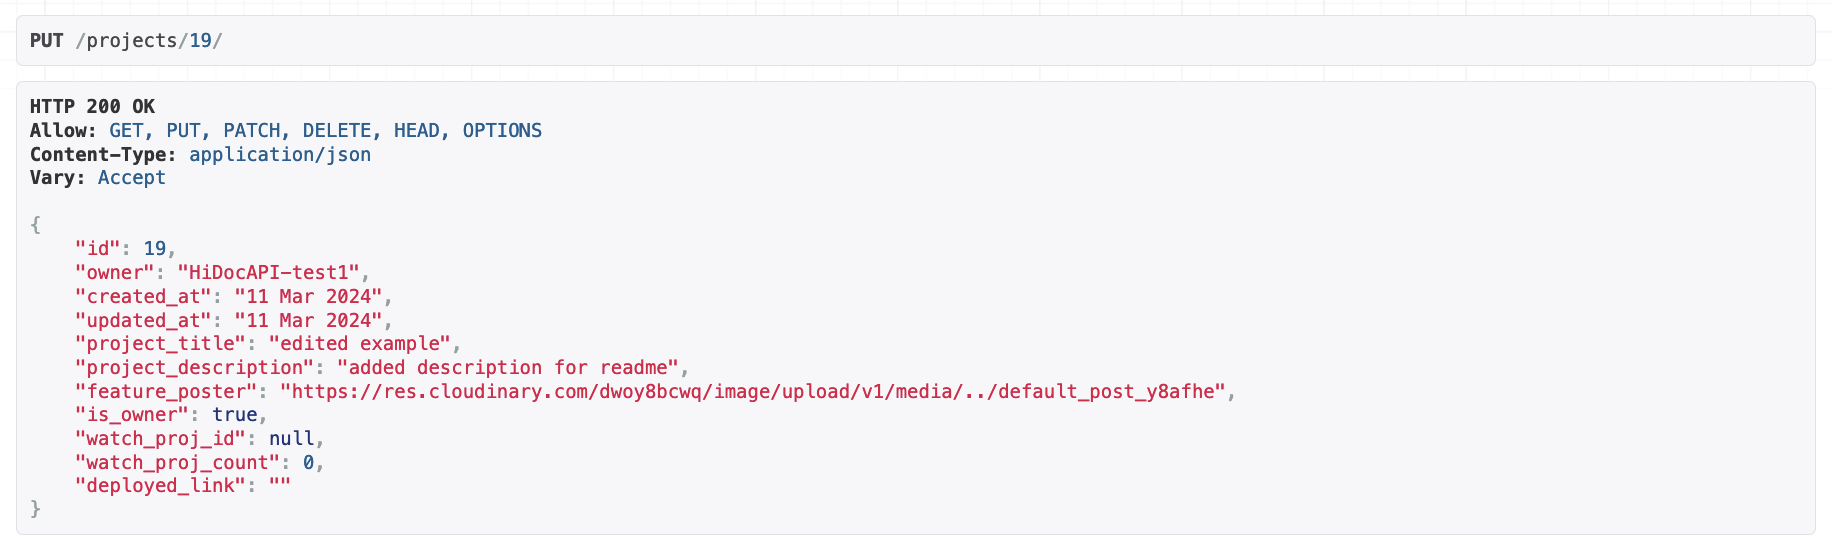 PUT /projects/19/
HTTP 200 OK
Allow: GET, PUT, PATCH, DELETE, HEAD, OPTIONS
Content-Type: application/json
Vary: Accept
{
    "id": 19,
    "owner": "HiDocAPI-test1",
    "created_at": "11 Mar 2024",
    "updated_at": "11 Mar 2024",
    "project_title": "edited example",
    "project_description": "added description for readme",
    "feature_poster": "https://res.cloudinary.com/dwoy8bcwq/image/upload/v1/media/../default_post_y8afhe",
    "is_owner": true,
    "watch_proj_id": null,
    "watch_proj_count": 0,
    "deployed_link": ""
}